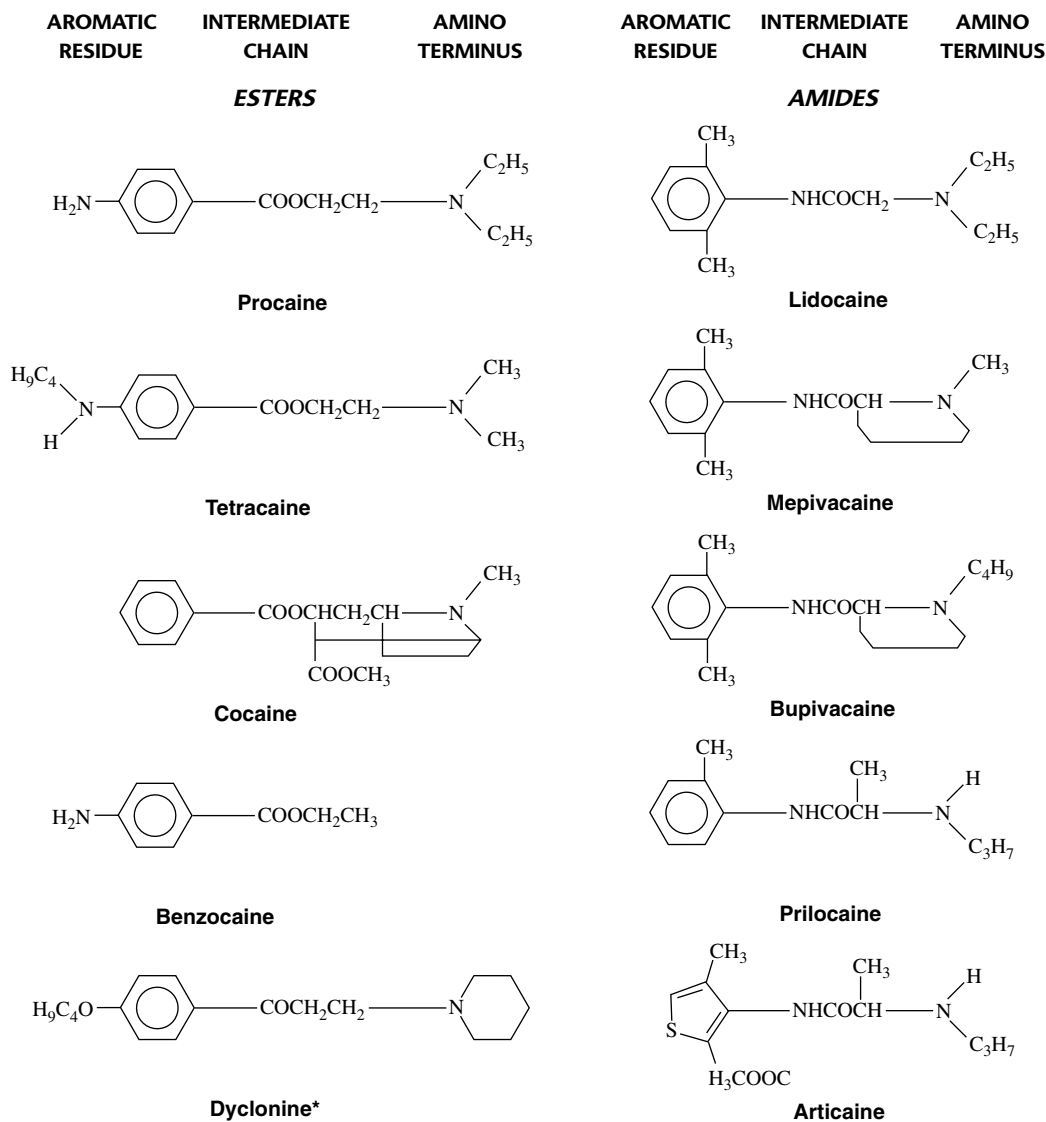 AROMATIC RESIDUE INTERMEDIATE CHAIN AMINO TERMINUS
ESTERS
H₂N COOCH₂CH₂ N C₂H₅ C₂H₅
Procaine
H₉C₄ N H COOCH₂CH₂ N CH₃ CH₃
Tetracaine
COOCHCH₂CH N CH₃ COOCH₃
Cocaine
H₂N COOCH₂CH₃
Benzocaine
H₉C₄O COCH₂CH₂ N
Dyclonine*
AROMATIC RESIDUE INTERMEDIATE CHAIN AMINO TERMINUS
AMIDES
CH₃ CH₃ NHCOCH₂ N C₂H₅ C₂H₅
Lidocaine
CH₃ CH₃ NHCOCH N CH₃
Mepivacaine
CH₃ CH₃ NHCOCH N C₄H₉
Bupivacaine
CH₃ NHCOCH CH₃ N H C₃H₇
Prilocaine
CH₃ S H₃COOC NHCOCH CH₃ N H C₃H₇
Articaine